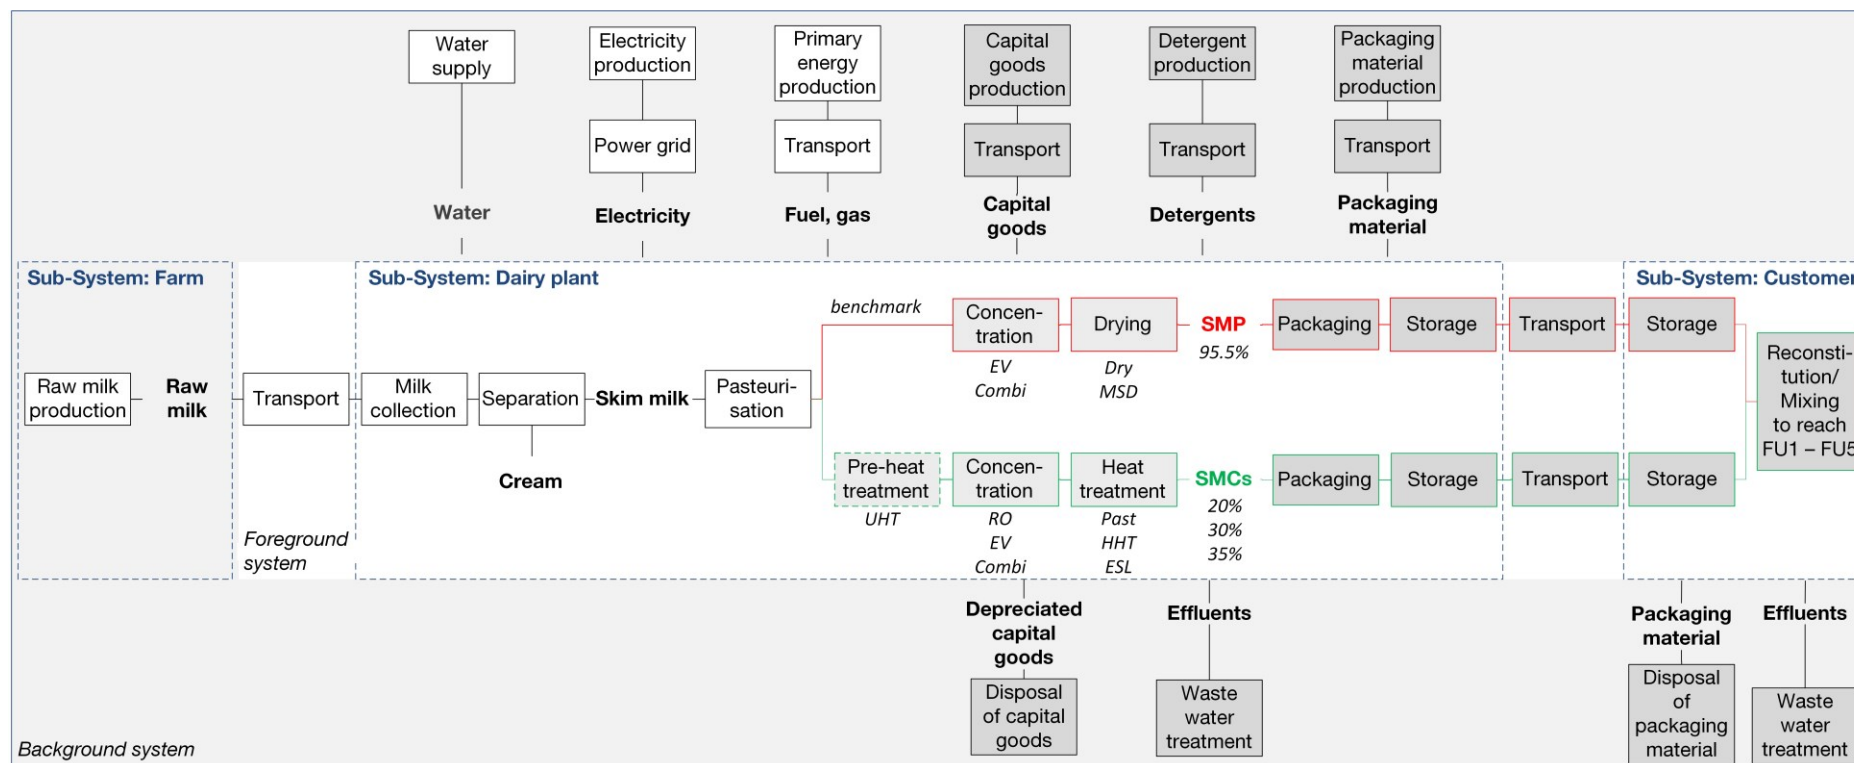 Water
supply
Electricity
production
Primary
energy
production
Capital
goods
production
Detergent
production
Packaging
material
production
Power grid
Transport
Transport
Transport
Transport
Water
Electricity
Fuel, gas
Capital
goods
Detergents
Packaging
material
Sub-System: Farm
Sub-System: Dairy plant
Sub-System: Customer
benchmark
Concen-
tration
Drying
SMP
Packaging
Storage
Transport
Storage
95.5%
EV
Combi
Dry
MSD
Raw milk
production
Raw
milk
Transport
Milk
collection
Separation
Skim milk
Pasteuri-
sation
Reconsti-
tution/
Mixing
to reach
FU1 – FU5
Cream
Pre-heat
treatment
Concen-
tration
Heat
treatment
SMCs
Packaging
Storage
Transport
Storage
UHT
RO
EV
Combi
Past
HHT
ESL
20%
30%
35%
Foreground
system
Depreciated
capital
goods
Effluents
Packaging
material
Effluents
Disposal
of capital
goods
Waste
water
treatment
Disposal
of
packaging
material
Waste
water
treatment
Background system